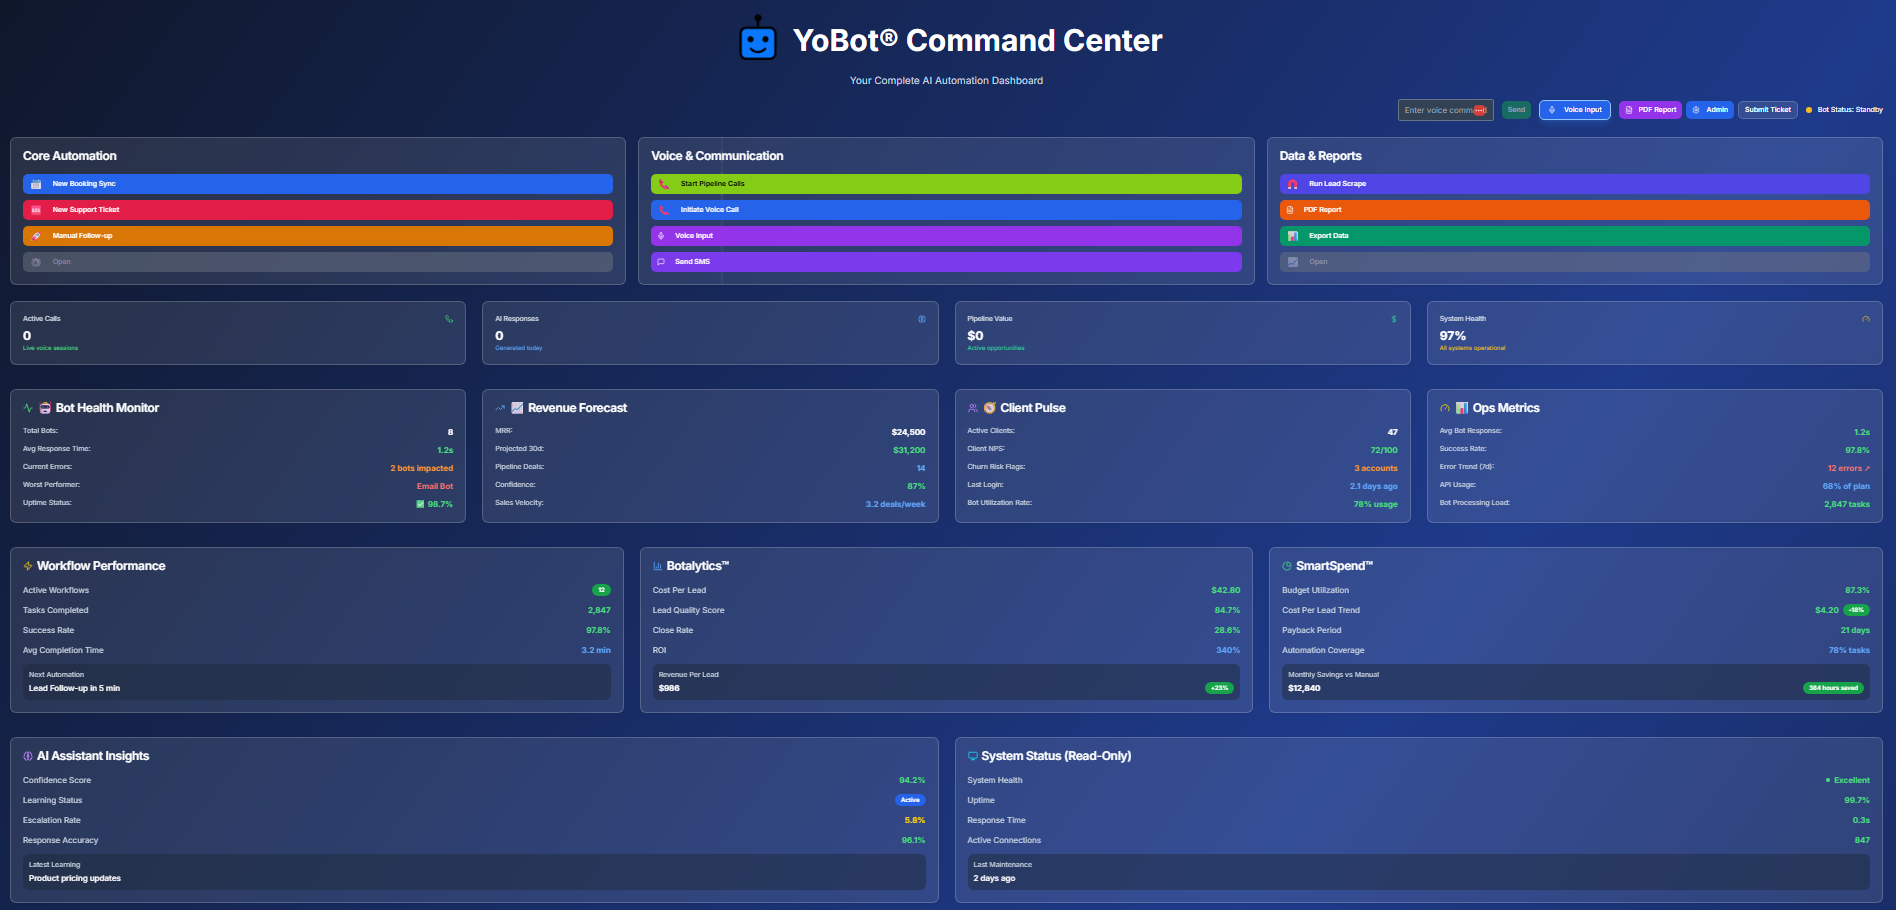 YoBot® Command Center
Your Complete AI Automation Dashboard
Enter voice comm
Send
Voice Input
PDF Report
Admin
Submit Ticket
Bot Status: Standby
Core Automation
New Booking Sync
New Support Ticket
Manual Follow-up
Open
Voice & Communication
Start Pipeline Calls
Initiate Voice Call
Voice Input
Send SMS
Data & Reports
Run Lead Scrape
PDF Report
Export Data
Open
Active Calls
0
Live voice sessions
AI Responses
0
Generated today
Pipeline Value
$0
Active opportunities
System Health
97%
All systems operational
Bot Health Monitor
Total Bots: 8
Avg Response Time: 1.2s
Current Errors: 2 bots impacted
Worst Performer: Email Bot
Uptime Status: ✅ 98.7%
Revenue Forecast
MRR: $24,500
Projected 30d: $31,200
Pipeline Deals: 14
Confidence: 87%
Sales Velocity: 3.2 deals/week
Client Pulse
Active Clients: 47
Client NPS: 72/100
Churn Risk Flags: 3 accounts
Last Login: 2.1 days ago
Bot Utilization Rate: 78% usage
Ops Metrics
Avg Bot Response: 1.2s
Success Rate: 97.8%
Error Trend (7d): 12 errors ↗
API Usage: 68% of plan
Bot Processing Load: 2,847 tasks
Workflow Performance
Active Workflows 12
Tasks Completed 2,847
Success Rate 97.8%
Avg Completion Time 3.2 min
Next Automation
Lead Follow-up in 5 min
Botalytics™
Cost Per Lead $42.80
Lead Quality Score 84.7%
Close Rate 28.6%
ROI 340%
Revenue Per Lead
$986 +23%
SmartSpend™
Budget Utilization 87.3%
Cost Per Lead Trend $4.20 -18%
Payback Period 21 days
Automation Coverage 78% tasks
Monthly Savings vs Manual
$12,840 384 hours saved
AI Assistant Insights
Confidence Score 94.2%
Learning Status Active
Escalation Rate 5.8%
Response Accuracy 96.1%
Latest Learning
Product pricing updates
System Status (Read-Only)
System Health Excellent
Uptime 99.7%
Response Time 0.3s
Active Connections 847
Last Maintenance
2 days ago